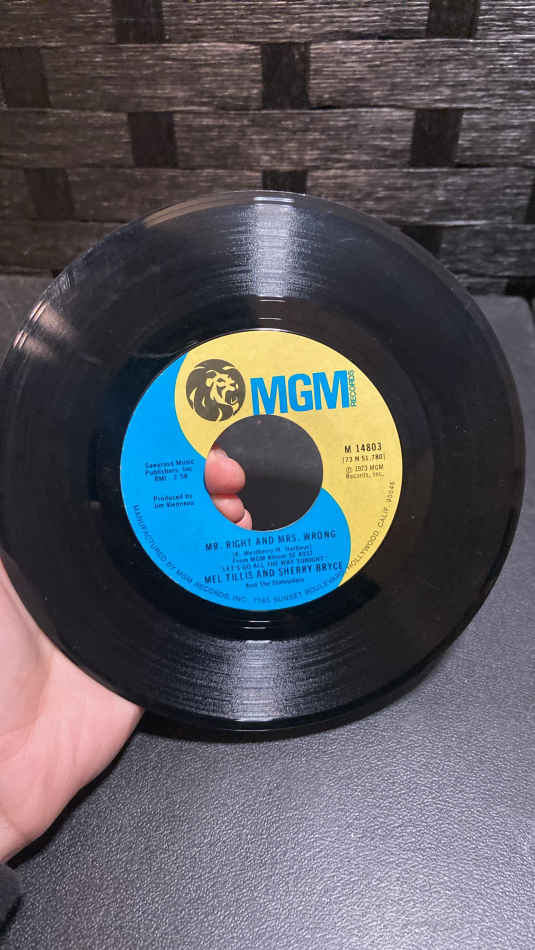 MGM
RECORDS
M 14803
(73 N 51,780)
℗ 1973 MGM
Records, Inc.
Sawgrass Music
Publishers, Inc.
BMI 2:58
Produced by
Jim Vienneau
MR. RIGHT AND MRS. WRONG
(K. Westberry-H. Harbour)
From MGM Album SE 4937
"LET'S GO ALL THE WAY TONIGHT"
MEL TILLIS AND SHERRY BRYCE
And The Statesiders
MANUFACTURED BY MGM RECORDS, INC., 7165 SUNSET BOULEVARD, HOLLYWOOD, CALIF. 90046